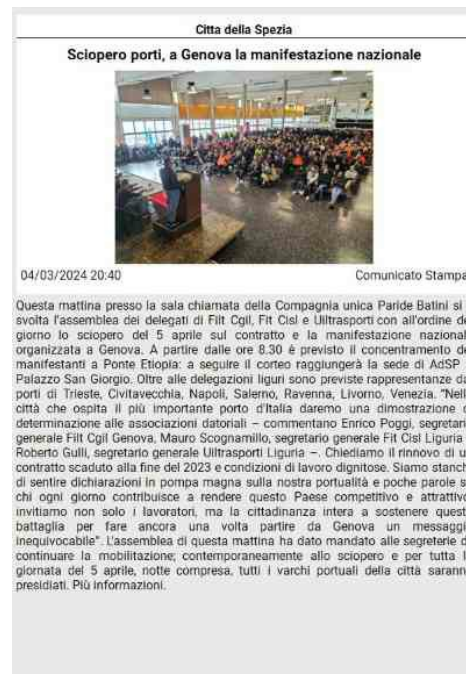 Citta della Spezia
Sciopero porti, a Genova la manifestazione nazionale
04/03/2024 20:40
Comunicato Stampa
Questa mattina presso la sala chiamata della Compagnia unica Paride Batini si
svolta l'assemblea dei delegati di Filt Cgil, Fit Cisl e Uiltrasporti con all'ordine de
giorno lo sciopero del 5 aprile sul contratto e la manifestazione nazional
organizzata a Genova. A partire dalle ore 8.30 è previsto il concentramento de
manifestanti a Ponte Etiopia: a seguire il corteo raggiungerà la sede di AdSP
Palazzo San Giorgio. Oltre alle delegazioni liguri sono previste rappresentanze da
porti di Trieste, Civitavecchia, Napoli, Salerno, Ravenna, Livorno, Venezia. "Nell
città che ospita il più importante porto d'Italia daremo una dimostrazione d
determinazione alle associazioni datoriali – commentano Enrico Poggi, segretari
generale Filt Cgil Genova, Mauro Scognamillo, segretario generale Fit Cisl Liguria
Roberto Gulli, segretario generale Uiltrasporti Liguria –. Chiediamo il rinnovo di u
contratto scaduto alla fine del 2023 e condizioni di lavoro dignitose. Siamo stanch
di sentire dichiarazioni in pompa magna sulla nostra portualità e poche parole s
chi ogni giorno contribuisce a rendere questo Paese competitivo e attrattivo
invitiamo non solo i lavoratori, ma la cittadinanza intera a sostenere quest
battaglia per fare ancora una volta partire da Genova un messaggi
inequivocabile". L'assemblea di questa mattina ha dato mandato alle segreterie d
continuare la mobilitazione; contemporaneamente allo sciopero e per tutta l
giornata del 5 aprile, notte compresa, tutti i varchi portuali della città sarann
presidiati. Più informazioni.